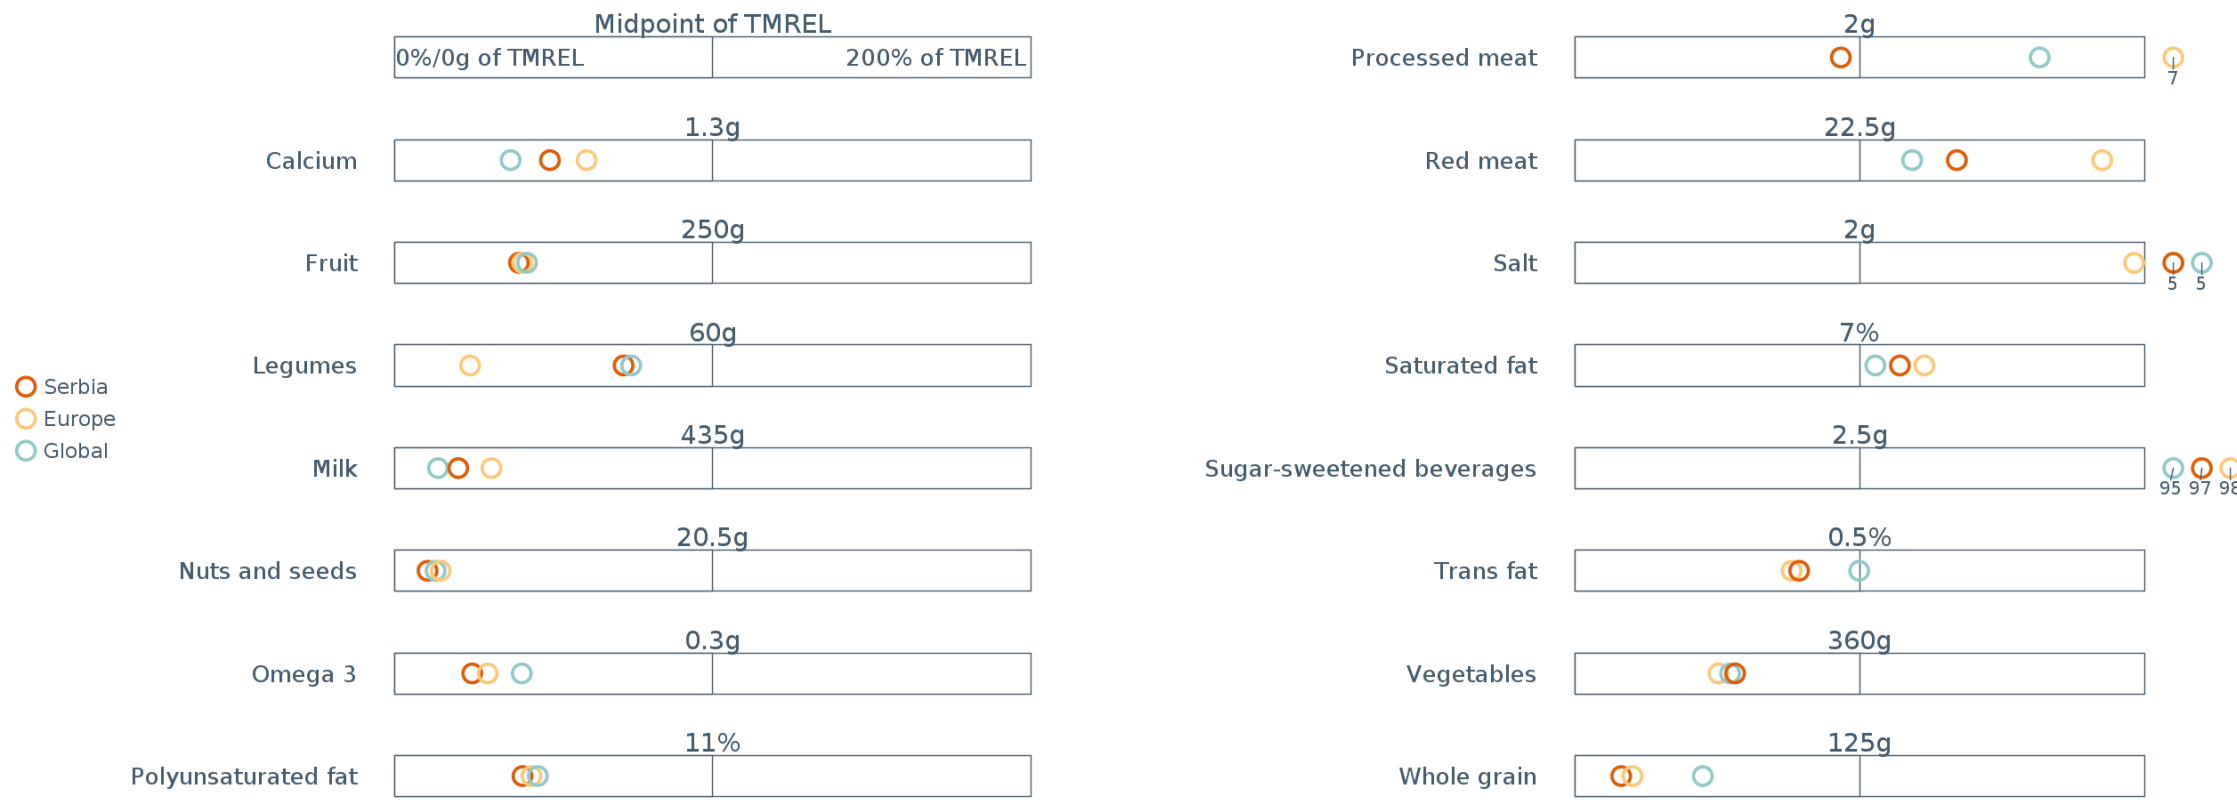 Midpoint of TMREL
0%/0g of TMREL
200% of TMREL
Calcium
1.3g
Fruit
250g
Legumes
60g
Milk
435g
Nuts and seeds
20.5g
Omega 3
0.3g
Polyunsaturated fat
11%
Serbia
Europe
Global
Processed meat
2g
7
Red meat
22.5g
Salt
2g
5 5
Saturated fat
7%
Sugar-sweetened beverages
2.5g
95 97 98
Trans fat
0.5%
Vegetables
360g
Whole grain
125g